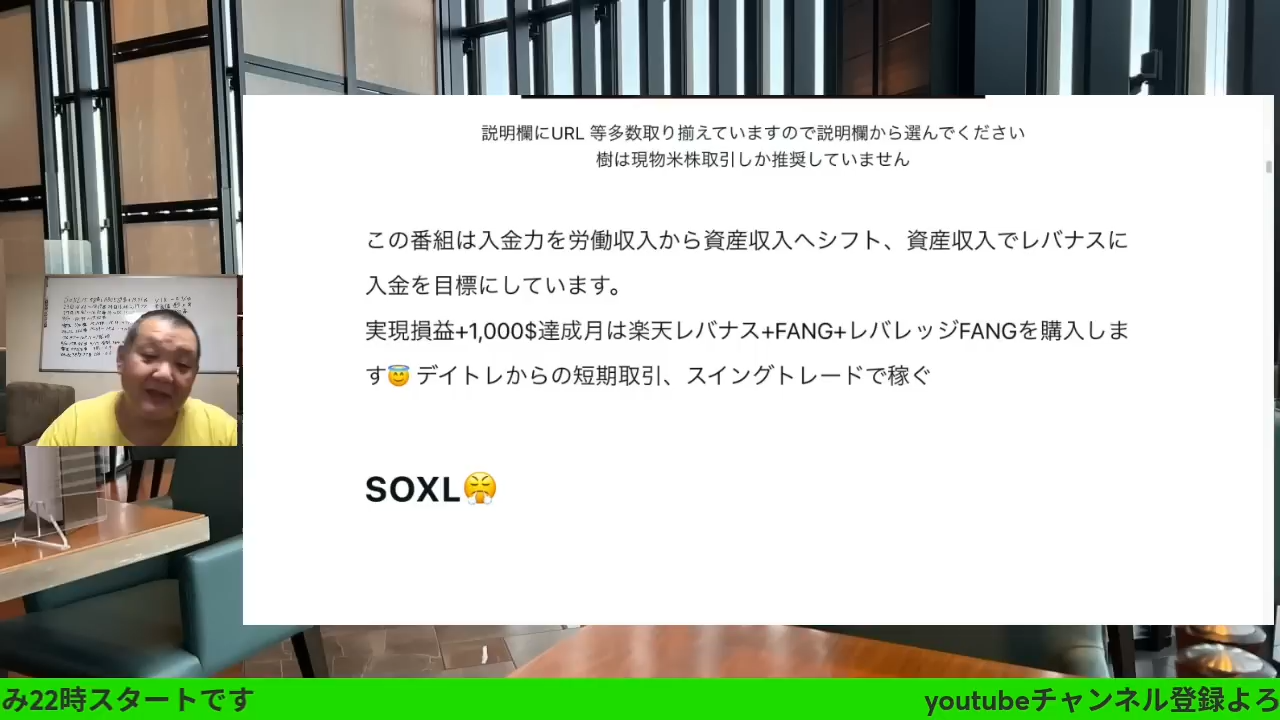 説明欄にURL 等多数取り揃えていますので説明欄から選んでください
樹は現物米株取引しか推奨していません
この番組は入金力を労働収入から資産収入へシフト、資産収入でレバナスに
入金を目標にしています。
実現損益+1,000$達成月は楽天レバナス+FANG+レバレッジFANGを購入しま
す😇 デイトレからの短期取引、スイングトレードで稼ぐ
SOXL😤
み22時スタートです
youtubeチャンネル登録よろ